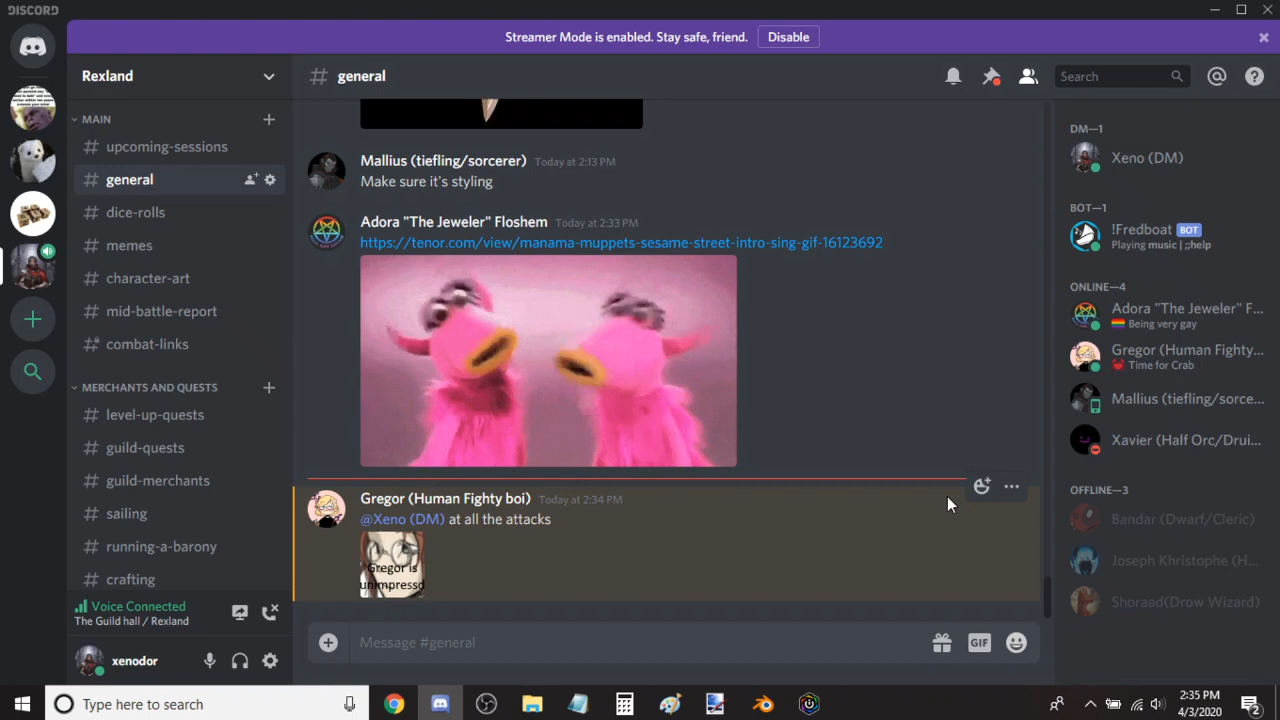 DISCORD
Streamer Mode is enabled. Stay safe, friend. Disable
Rexland
general
Search
MAIN
upcoming-sessions
general
dice-rolls
memes
character-art
mid-battle-report
combat-links
MERCHANTS AND QUESTS
level-up-quests
guild-quests
guild-merchants
sailing
running-a-barony
crafting
Voice Connected
The Guild hall / Rexland
xenodor
Mallius (tiefling/sorcerer) Today at 2:13 PM
Make sure it's styling
Adora "The Jeweler" Floshem Today at 2:33 PM
https://tenor.com/view/manama-muppets-sesame-street-intro-sing-gif-16123692
Gregor (Human Fighty boi) Today at 2:34 PM
@Xeno (DM) at all the attacks
Gregor is
unimpressd
Message #general
GIF
DM—1
Xeno (DM)
BOT—1
!Fredboat BOT
Playing music | ;;help
ONLINE—4
Adora "The Jeweler" F...
Being very gay
Gregor (Human Fighty...
Time for Crab
Mallius (tiefling/sorce...
Xavier (Half Orc/Drui...
OFFLINE—3
Bandar (Dwarf/Cleric)
Joseph Khristophe (H...
Shoraad(Drow Wizard)
Type here to search
2:35 PM
4/3/2020
2